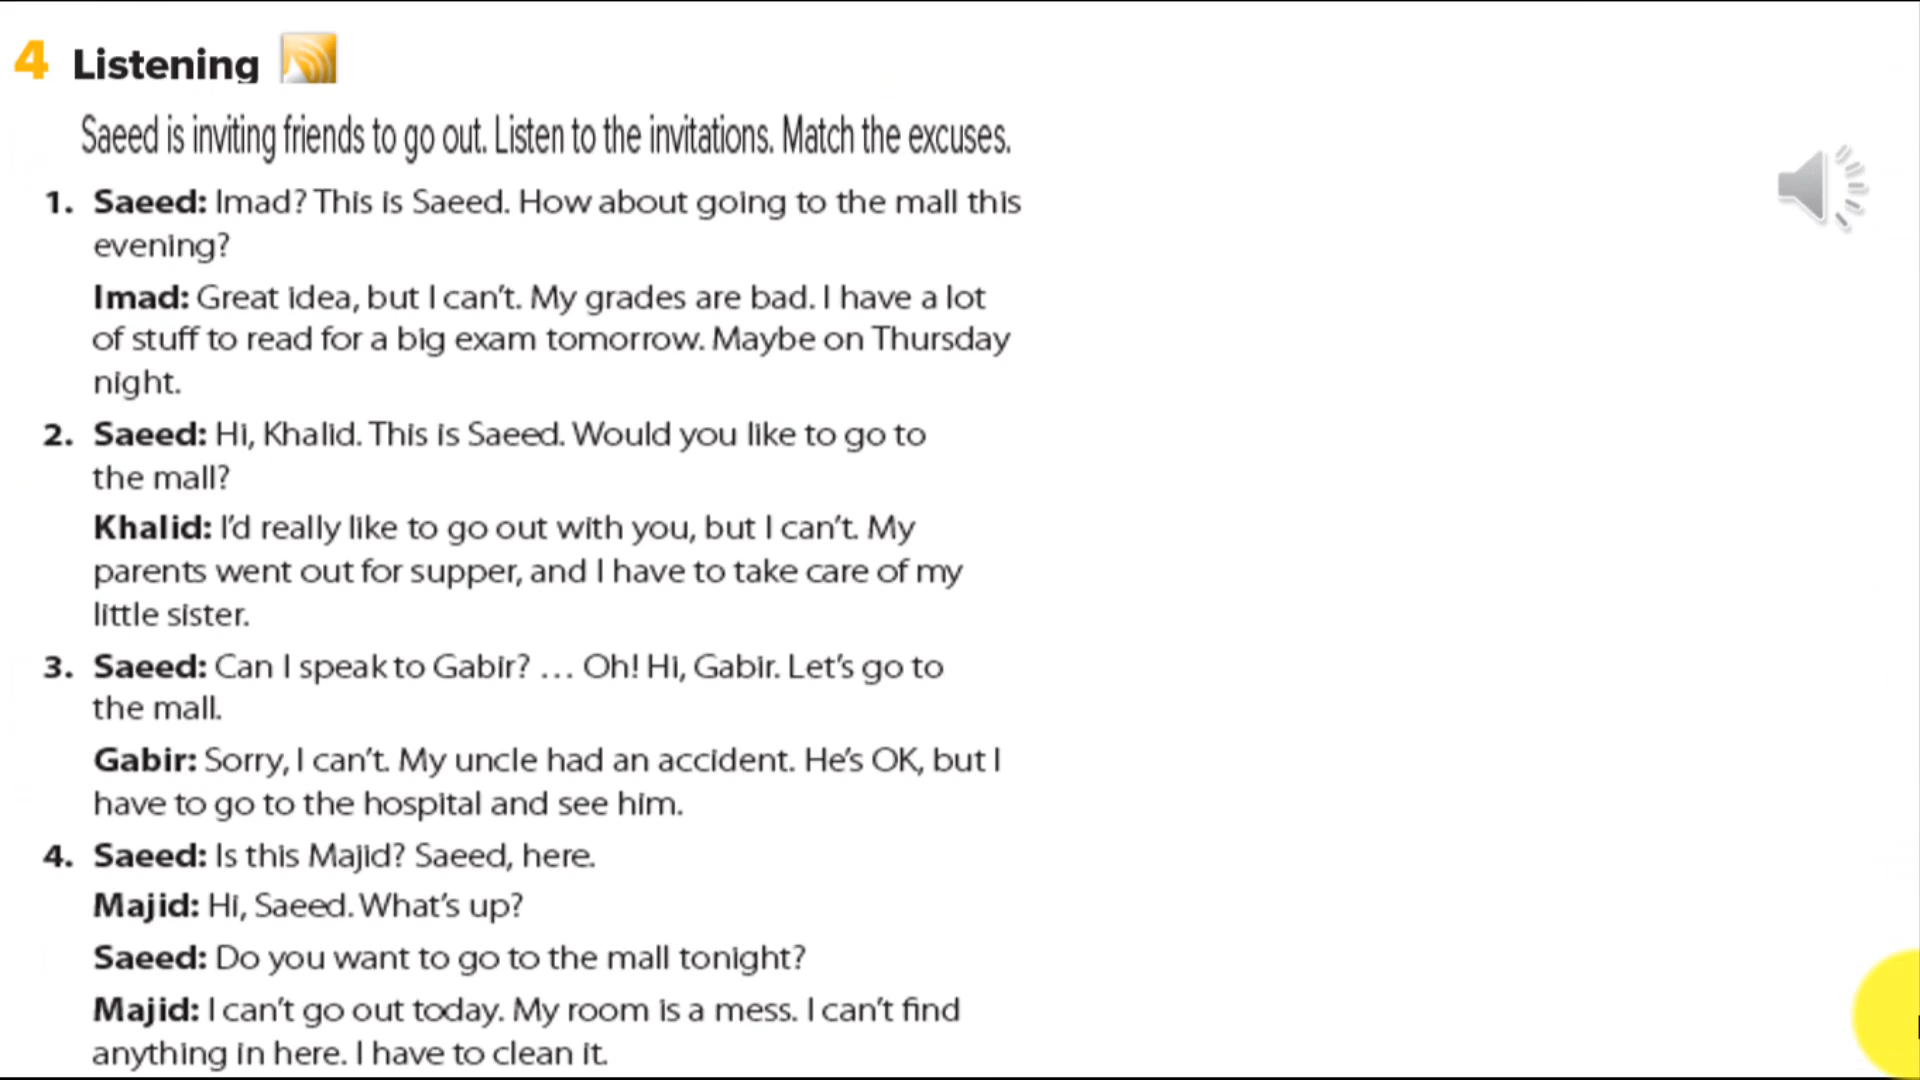 4 Listening
Saeed is inviting friends to go out. Listen to the invitations. Match the excuses.
1. Saeed: Imad? This is Saeed. How about going to the mall this
evening?
Imad: Great idea, but I can't. My grades are bad. I have a lot
of stuff to read for a big exam tomorrow. Maybe on Thursday
night.
2. Saeed: Hi, Khalid. This is Saeed. Would you like to go to
the mall?
Khalid: I'd really like to go out with you, but I can't. My
parents went out for supper, and I have to take care of my
little sister.
3. Saeed: Can I speak to Gabir? … Oh! Hi, Gabir. Let's go to
the mall.
Gabir: Sorry, I can't. My uncle had an accident. He's OK, but I
have to go to the hospital and see him.
4. Saeed: Is this Majid? Saeed, here.
Majid: Hi, Saeed. What's up?
Saeed: Do you want to go to the mall tonight?
Majid: I can't go out today. My room is a mess. I can't find
anything in here. I have to clean it.